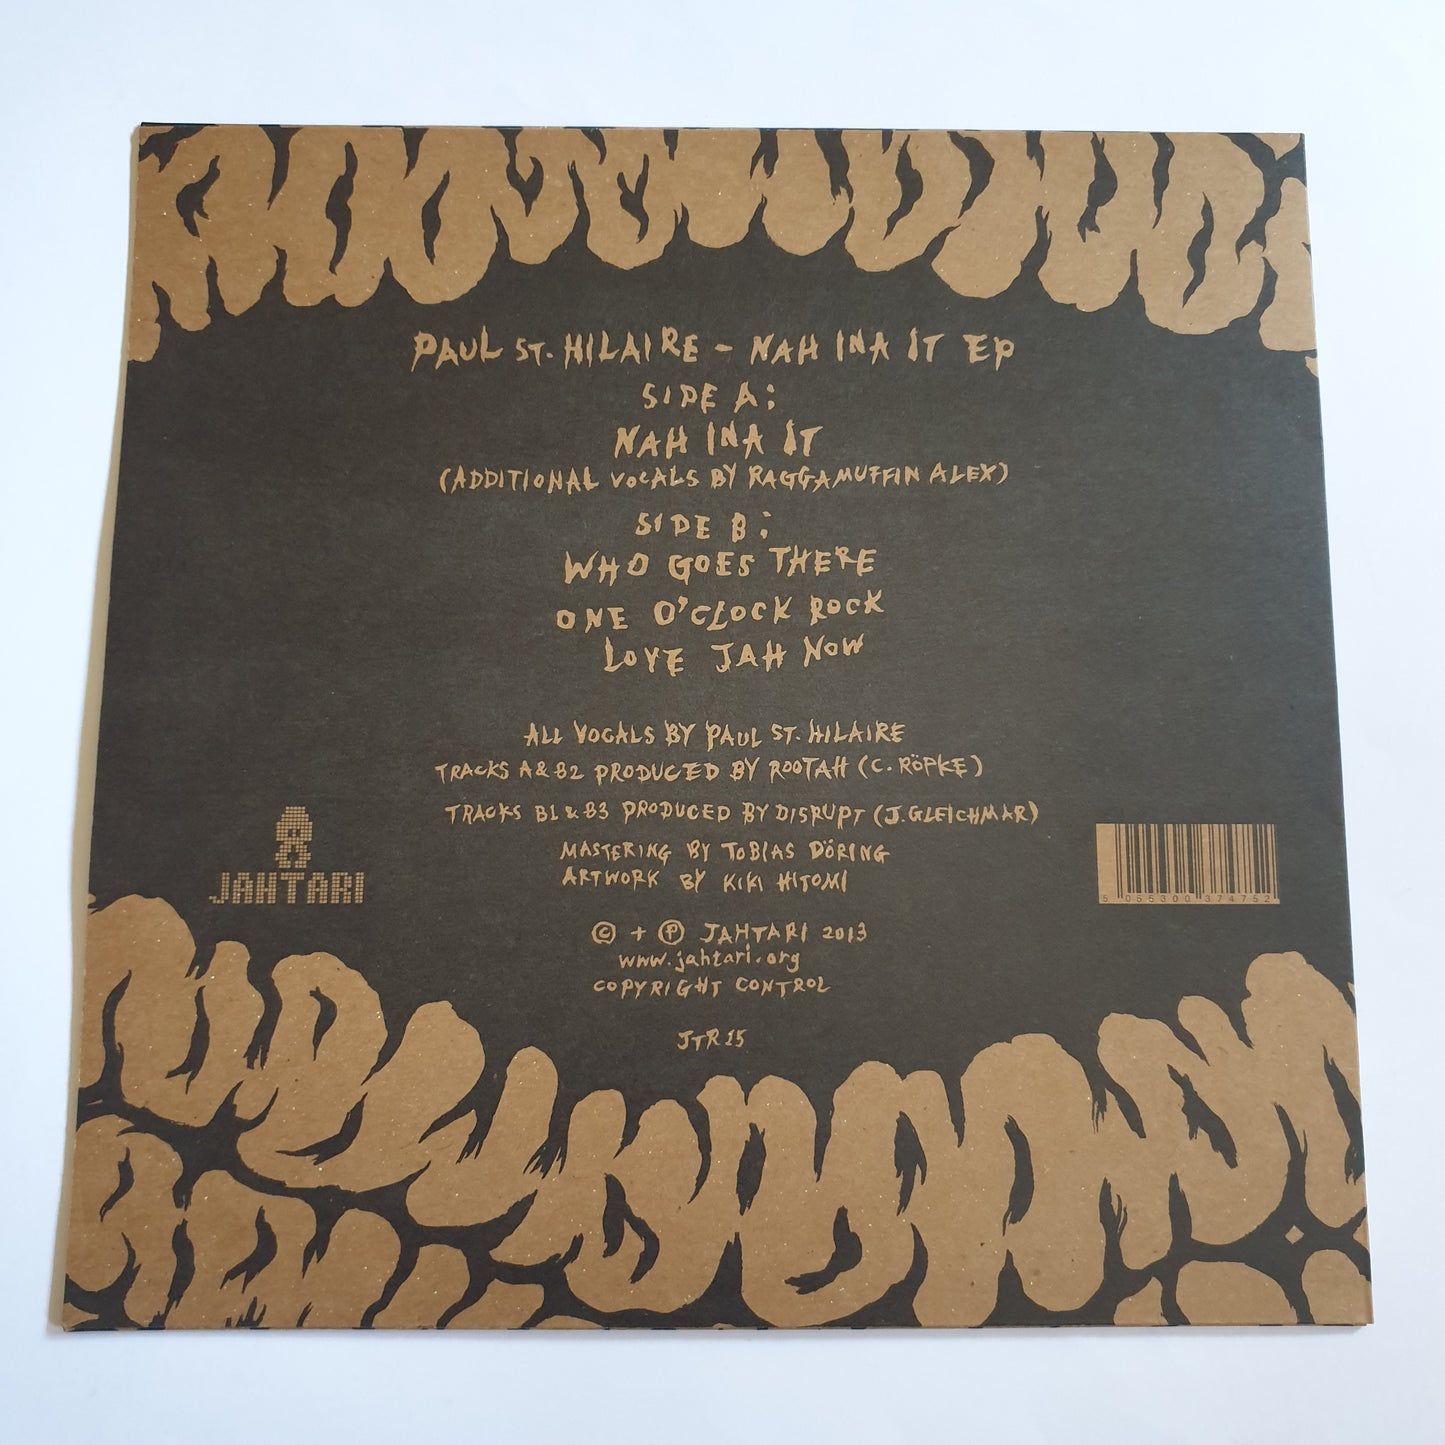 PAUL ST. HILAIRE - NAH INA IT EP
SIDE A:
NAH INA IT
(ADDITIONAL VOCALS BY RAGGAMUFFIN ALEX)
SIDE B:
WHO GOES THERE
ONE O'CLOCK ROCK
LOVE JAH NOW
ALL VOCALS BY PAUL ST. HILAIRE
TRACKS A & B2 PRODUCED BY ROOTAH (C. RÖPKE)
TRACKS B1 & B3 PRODUCED BY DISRUPT (J. GLEICHMAR)
MASTERING BY TOBIAS DÖRING
ARTWORK BY KIKI HITOMI
JAHTARI
5 055300 374752
© + ℗ JAHTARI 2013
www.jahtari.org
COPYRIGHT CONTROL
JTR 15